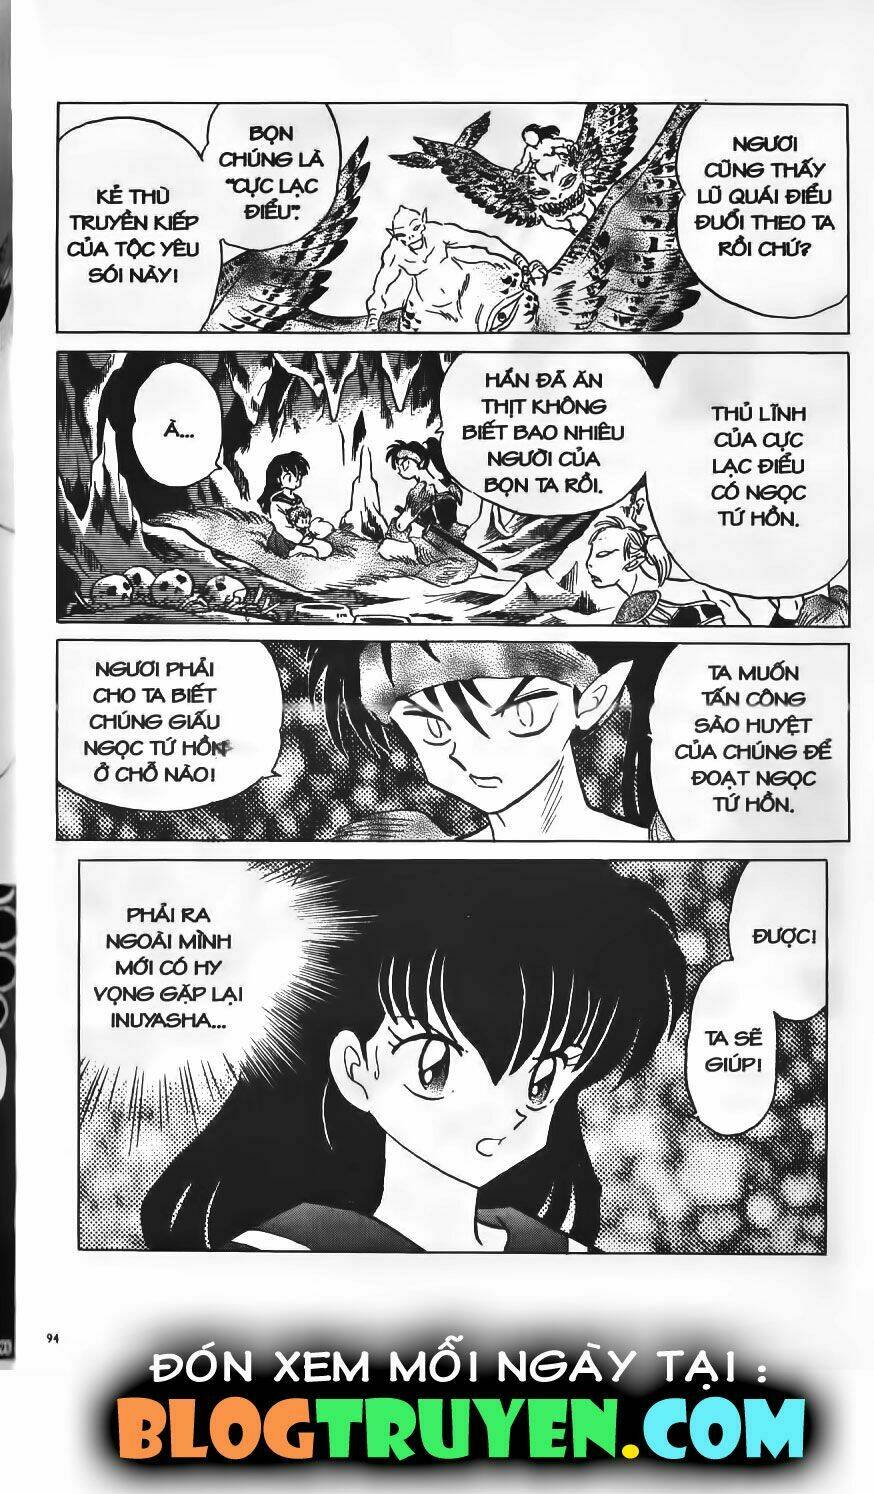 NGƯƠI
CŨNG THẤY
LŨ QUÁI ĐIỂU
ĐUỔI THEO TA
RỒI CHỨ?
BỌN
CHÚNG LÀ
"CỰC LẠC
ĐIỂU".
KẺ THÙ
TRUYỀN KIẾP
CỦA TỘC YÊU
SÓI NÀY!
THỦ LĨNH
CỦA CỰC
LẠC ĐIỂU
CÓ NGỌC
TỨ HỒN.
HẮN ĐÃ ĂN
THỊT KHÔNG
BIẾT BAO NHIÊU
NGƯỜI CỦA
BỌN TA RỒI.
À...
TA MUỐN
TẤN CÔNG
SÀO HUYỆT
CỦA CHÚNG ĐỂ
ĐOẠT NGỌC
TỨ HỒN.
NGƯƠI PHẢI
CHO TA BIẾT
CHÚNG GIẤU
NGỌC TỨ HỒN
Ở CHỖ NÀO!
ĐƯỢC!
TA SẼ
GIÚP!
PHẢI RA
NGOÀI MÌNH
MỚI CÓ HY
VỌNG GẶP LẠI
INUYASHA...
94
ĐÓN XEM MỖI NGÀY TẠI :
BLOGTRUYEN.COM